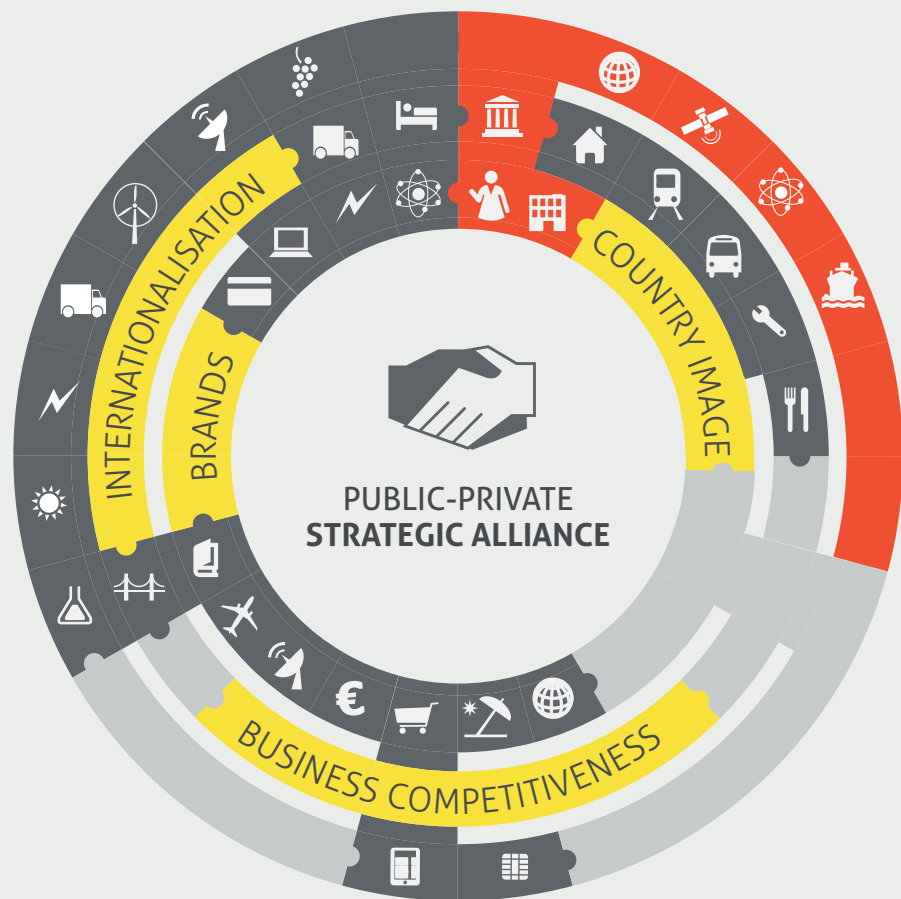 INTERNATIONALISATION
BRANDS
COUNTRY IMAGE
PUBLIC-PRIVATE
STRATEGIC ALLIANCE
€
BUSINESS COMPETITIVENESS